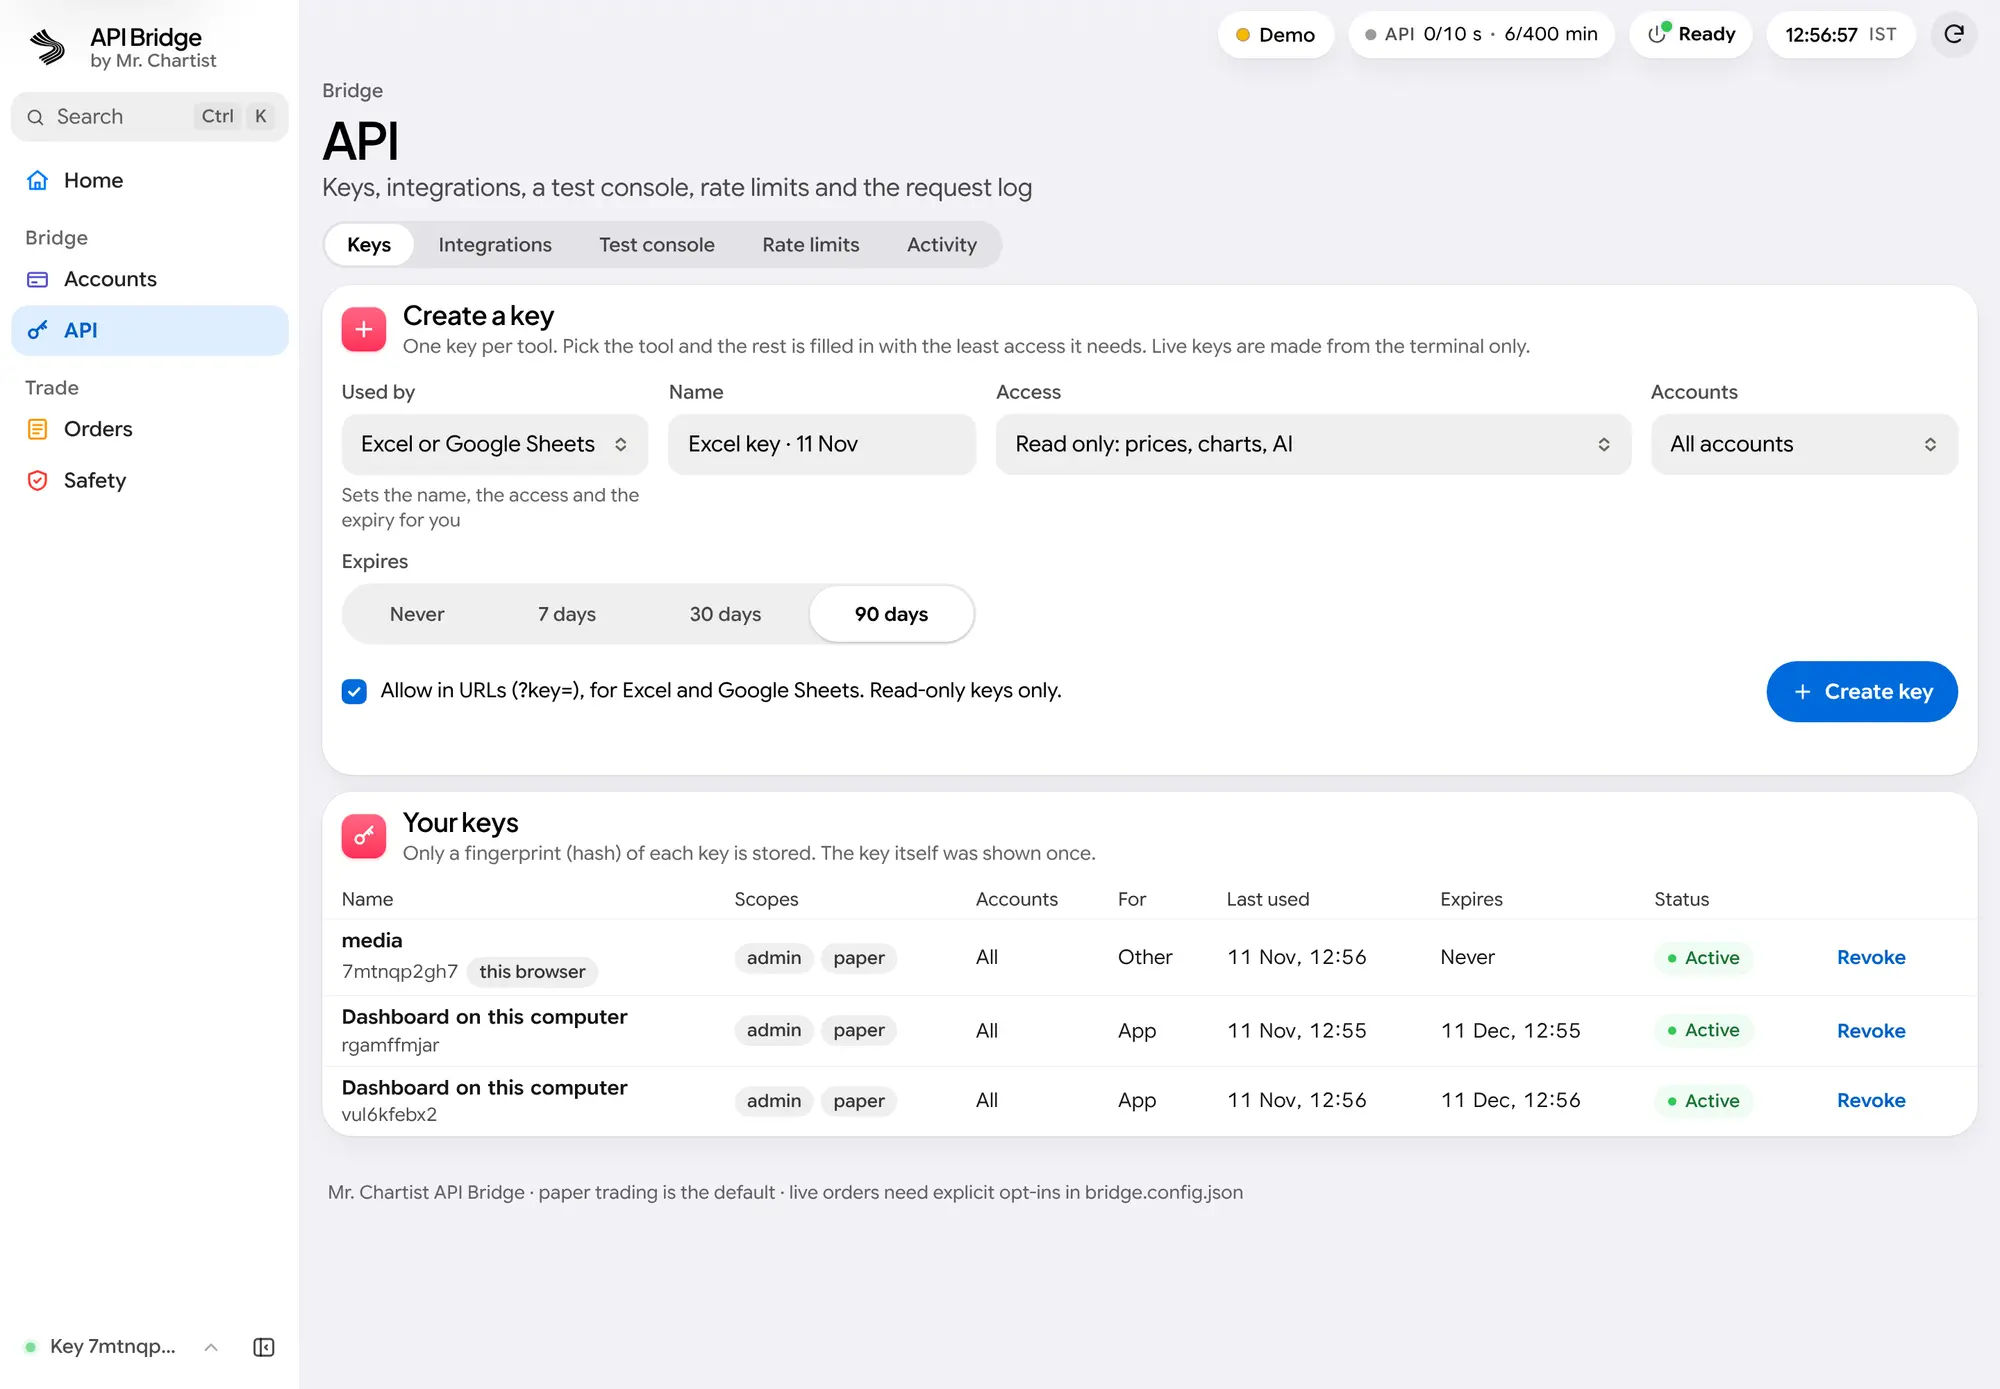 API Bridge
by Mr. Chartist
Search Ctrl K
Home
Bridge
Accounts
API
Trade
Orders
Safety
Key 7mtnqp...
Demo
API 0/10 s · 6/400 min
Ready
12:56:57 IST
Bridge
API
Keys, integrations, a test console, rate limits and the request log
Keys Integrations Test console Rate limits Activity
Create a key
One key per tool. Pick the tool and the rest is filled in with the least access it needs. Live keys are made from the terminal only.
Used by Name Access Accounts
Excel or Google Sheets Excel key · 11 Nov Read only: prices, charts, AI All accounts
Sets the name, the access and the
expiry for you
Expires
Never 7 days 30 days 90 days
Allow in URLs (?key=), for Excel and Google Sheets. Read-only keys only.
+ Create key
Your keys
Only a fingerprint (hash) of each key is stored. The key itself was shown once.
Name Scopes Accounts For Last used Expires Status
media
7mtnqp2gh7 this browser admin paper All Other 11 Nov, 12:56 Never Active Revoke
Dashboard on this computer
rgamffmjar admin paper All App 11 Nov, 12:55 11 Dec, 12:55 Active Revoke
Dashboard on this computer
vul6kfebx2 admin paper All App 11 Nov, 12:56 11 Dec, 12:56 Active Revoke
Mr. Chartist API Bridge · paper trading is the default · live orders need explicit opt-ins in bridge.config.json